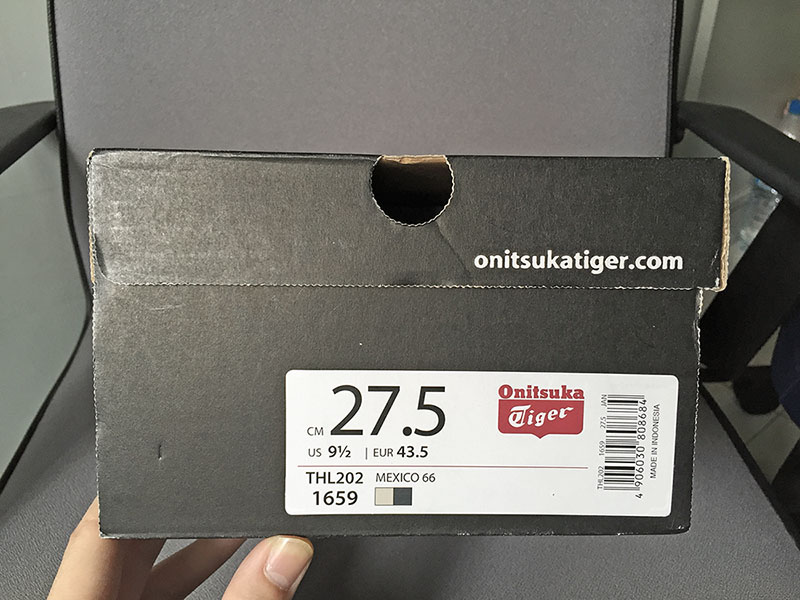 onitsukatiger.com
CM 27.5
US 9½ | EUR 43.5
THL202 MEXICO 66
1659
Onitsuka
Tiger
THL202 1659 27.5 JAN
4 906030 808684
MADE IN INDONESIA